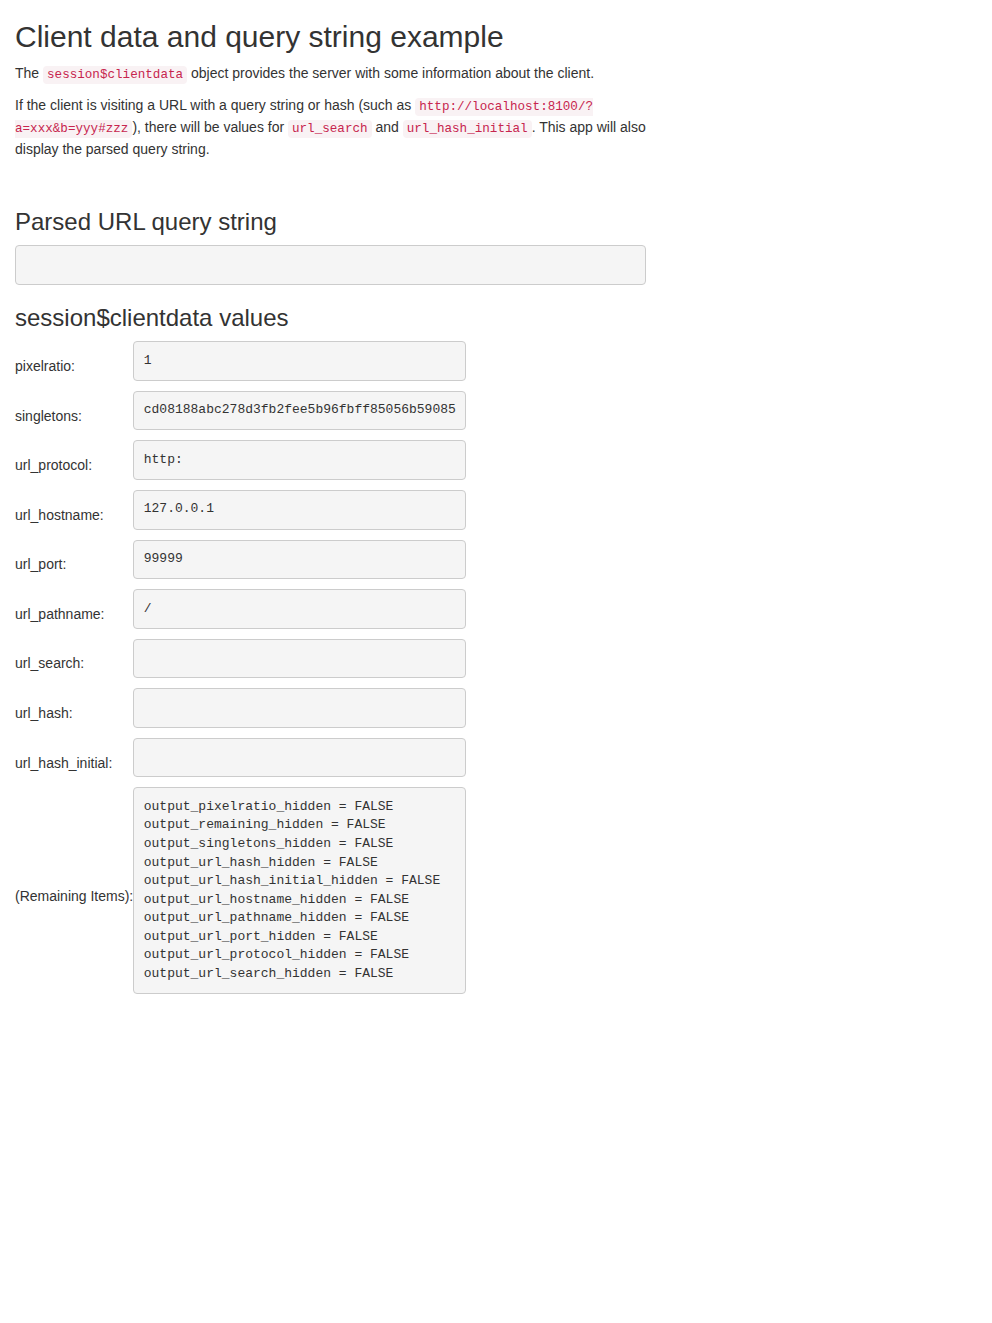 Client data and query string example
The session$clientdata object provides the server with some information about the client.
If the client is visiting a URL with a query string or hash (such as http://localhost:8100/?
a=xxx&b=yyy#zzz ), there will be values for url_search and url_hash_initial . This app will also
display the parsed query string.
Parsed URL query string
session$clientdata values
pixelratio: 1
singletons: cd08188abc278d3fb2fee5b96fbff85056b59085
url_protocol: http:
url_hostname: 127.0.0.1
url_port: 99999
url_pathname: /
url_search:
url_hash:
url_hash_initial:
(Remaining Items):
output_pixelratio_hidden = FALSE
output_remaining_hidden = FALSE
output_singletons_hidden = FALSE
output_url_hash_hidden = FALSE
output_url_hash_initial_hidden = FALSE
output_url_hostname_hidden = FALSE
output_url_pathname_hidden = FALSE
output_url_port_hidden = FALSE
output_url_protocol_hidden = FALSE
output_url_search_hidden = FALSE